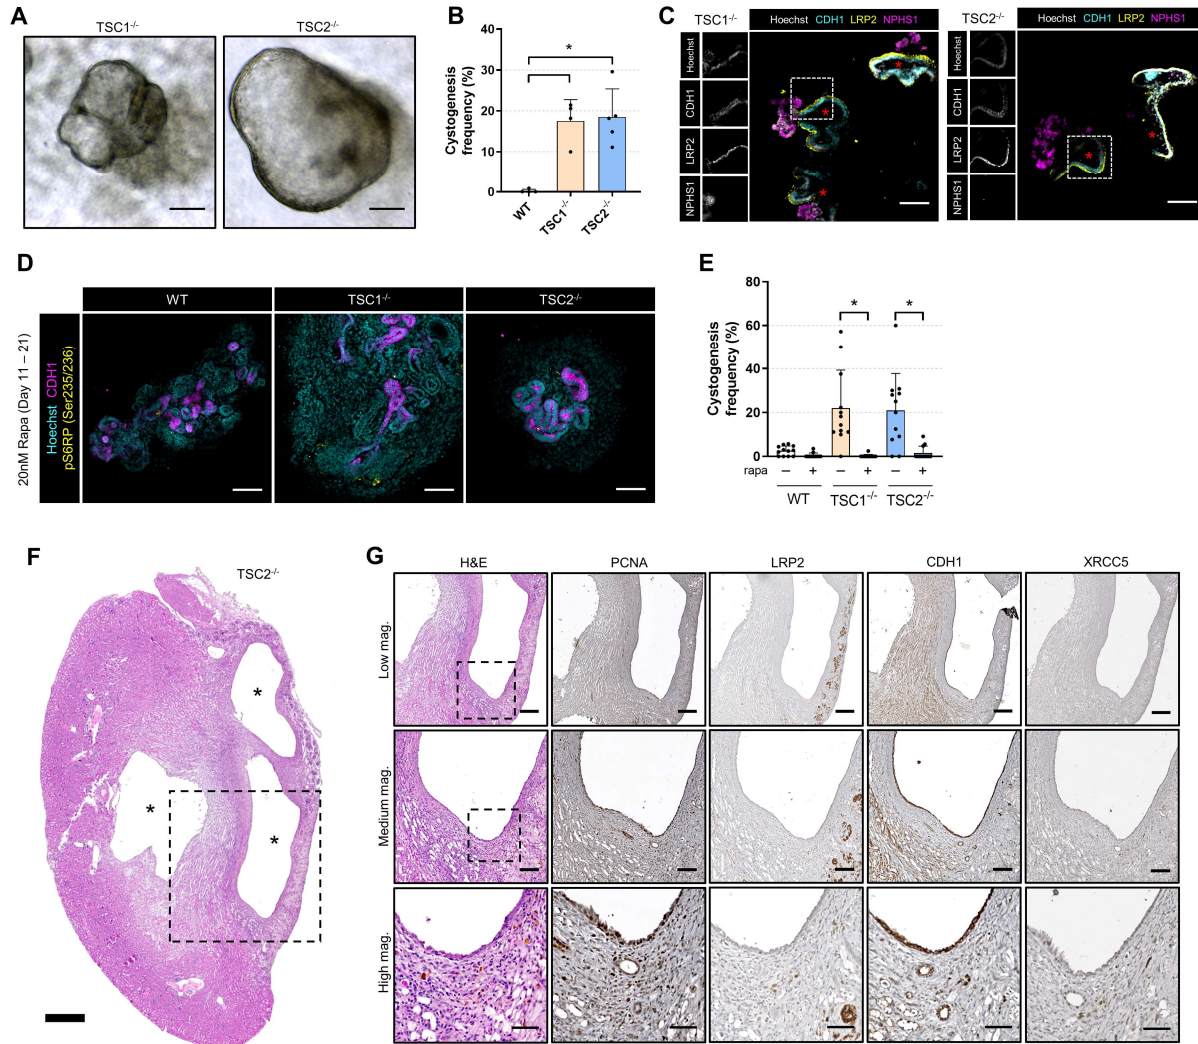 A
TSC1-/-
TSC2-/-
B
Cystogenesis
frequency (%)
40
30
20
10
0
*
*
WT
TSC1-/-
TSC2-/-
C
TSC1-/-
Hoechst CDH1 LRP2 NPHS1
Hoechst
CDH1
LRP2
NPHS1
*
*
*
TSC2-/-
Hoechst CDH1 LRP2 NPHS1
Hoechst
CDH1
LRP2
NPHS1
*
*
D
WT
TSC1-/-
TSC2-/-
20nM Rapa (Day 11 – 21)
Hoechst CDH1
pS6RP (Ser235/236)
E
Cystogenesis
frequency (%)
80
60
40
20
0
*
*
rapa – + – + – +
WT
TSC1-/-
TSC2-/-
F
TSC2-/-
*
*
*
G
H&E
PCNA
LRP2
CDH1
XRCC5
Low mag.
Medium mag.
High mag.